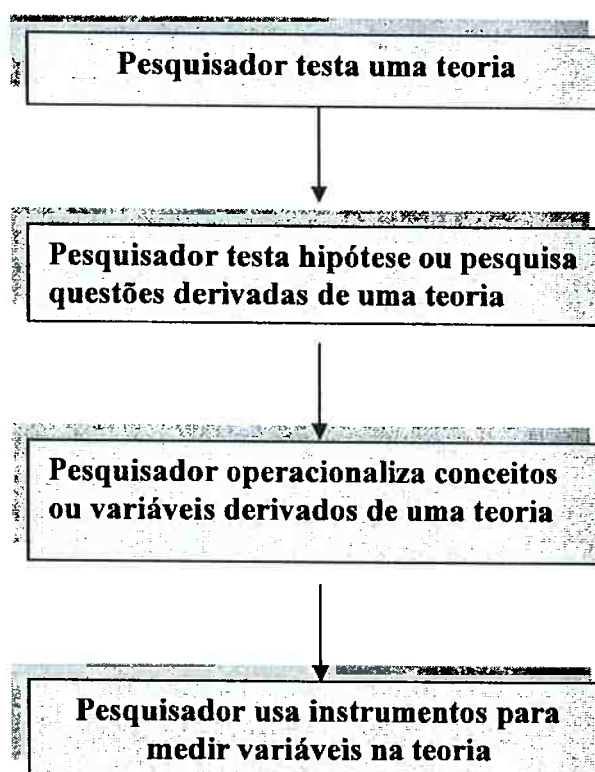 Pesquisador testa uma teoria
Pesquisador testa hipótese ou pesquisa
questões derivadas de uma teoria
Pesquisador operacionaliza conceitos
ou variáveis derivados de uma teoria
Pesquisador usa instrumentos para
medir variáveis na teoria